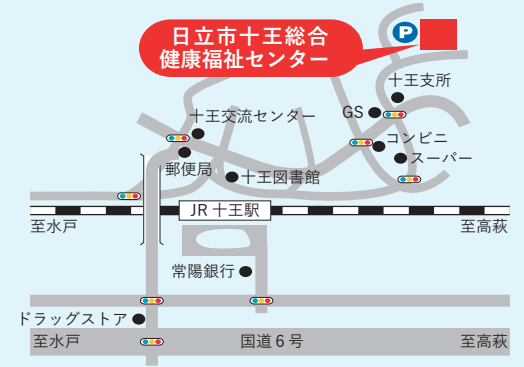 日立市十王総合
健康福祉センター
P
十王支所
GS
十王交流センター
コンビニ
スーパー
郵便局
十王図書館
JR 十王駅
至水戸
至高萩
常陽銀行
ドラッグストア
至水戸
国道6号
至高萩